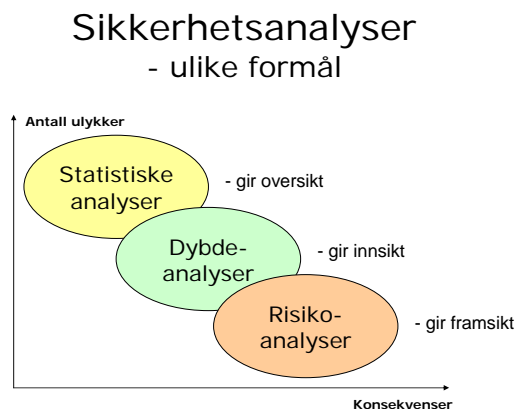 Sikkerhetsanalyser
- ulike formål
Antall ulykker
Statistiske
analyser
- gir oversikt
Dybde-
analyser
- gir innsikt
Risiko-
analyser
- gir framsikt
Konsekvenser